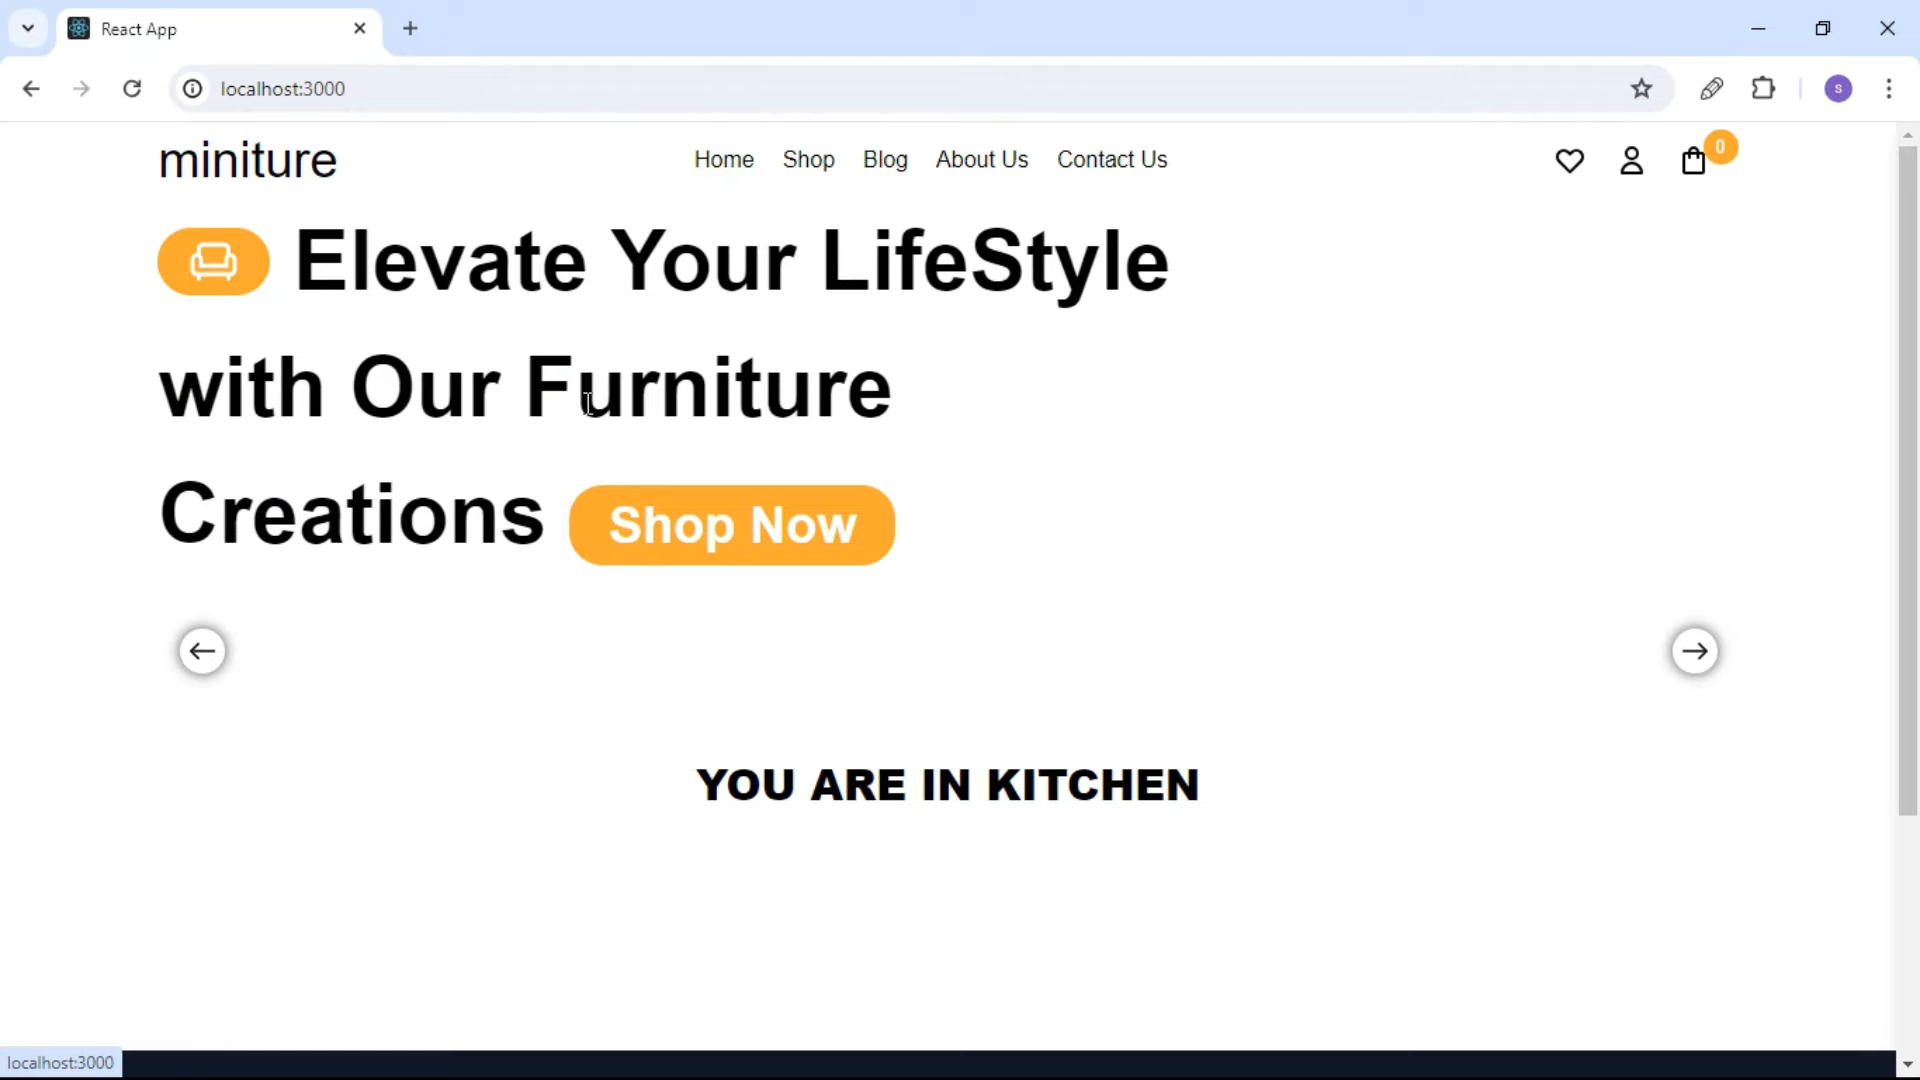 React App
localhost:3000
S
miniture
Home Shop Blog About Us Contact Us
0
Elevate Your LifeStyle
with Our Furniture
Creations Shop Now
YOU ARE IN KITCHEN
localhost:3000